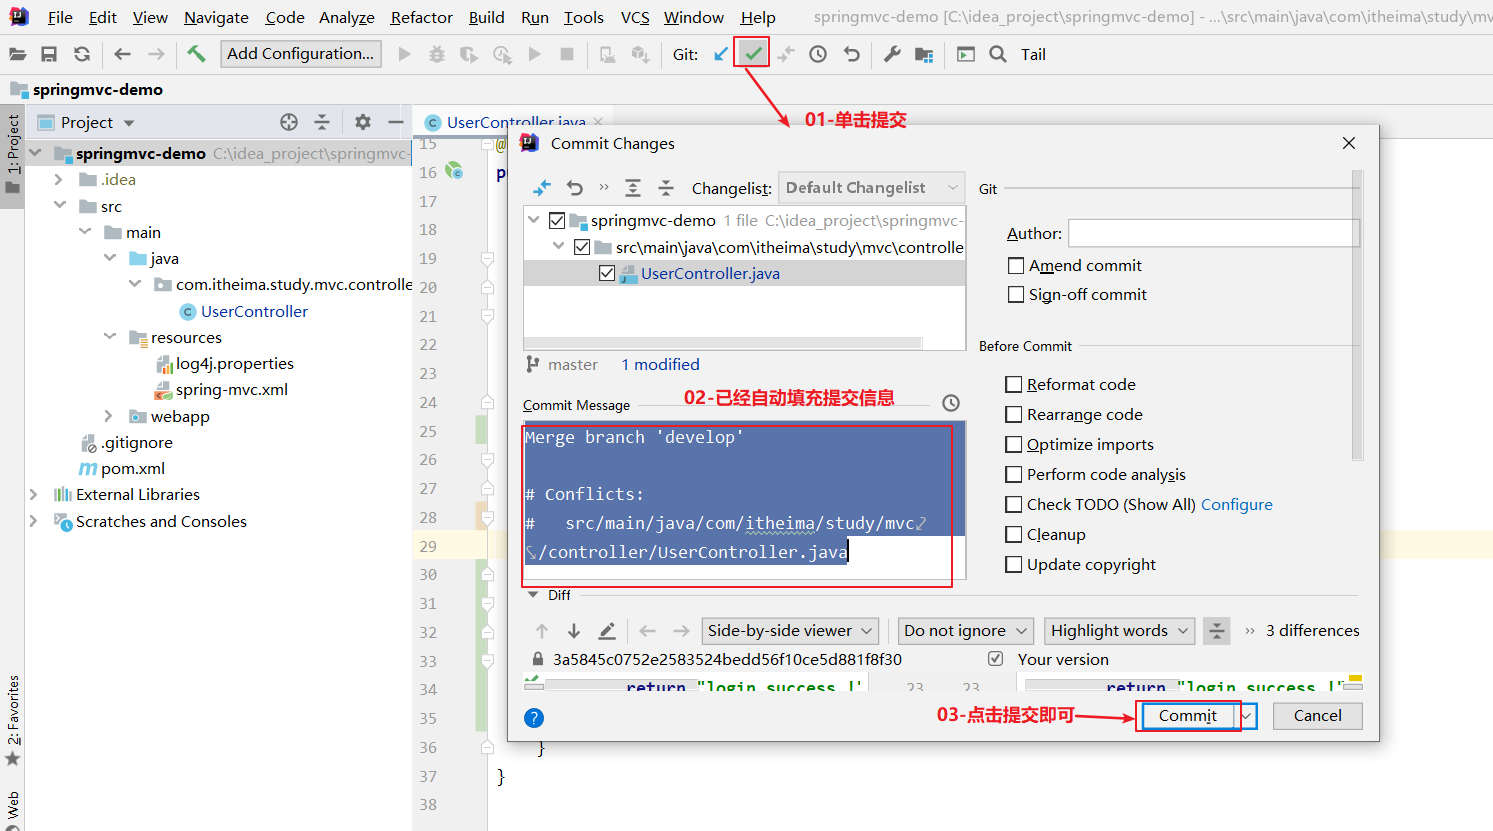 File Edit View Navigate Code Analyze Refactor Build Run Tools VCS Window Help springmvc-demo [C:\idea_project\springmvc-demo] - ...\src\main\java\com\itheima\study\mv
Add Configuration... Git: Tail
springmvc-demo
1: Project
2: Favorites
Web
Project
springmvc-demo C:\idea_project\springmvc-
.idea
src
main
java
com.itheima.study.mvc.controlle
UserController
resources
log4j.properties
spring-mvc.xml
webapp
.gitignore
pom.xml
External Libraries
Scratches and Consoles
UserController.java
01-单击提交
15 @
16 p
17
18
19
20
21
22
23
24
25
26
27
28
29
30
31
32
33
34
35
36 }
37 }
38
Commit Changes
Changelist: Default Changelist
springmvc-demo 1 file C:\idea_project\springmvc-
src\main\java\com\itheima\study\mvc\controlle
UserController.java
master 1 modified
02-已经自动填充提交信息
Commit Message
Merge branch 'develop'
# Conflicts:
# src/main/java/com/itheima/study/mvc
/controller/UserController.java
Git
Author:
Amend commit
Sign-off commit
Before Commit
Reformat code
Rearrange code
Optimize imports
Perform code analysis
Check TODO (Show All) Configure
Cleanup
Update copyright
Diff
Side-by-side viewer Do not ignore Highlight words 3 differences
3a5845c0752e2583524bedd56f10ce5d881f8f30 Your version
return "login success !" 23 23 return "login success !"
03-点击提交即可
Commit Cancel